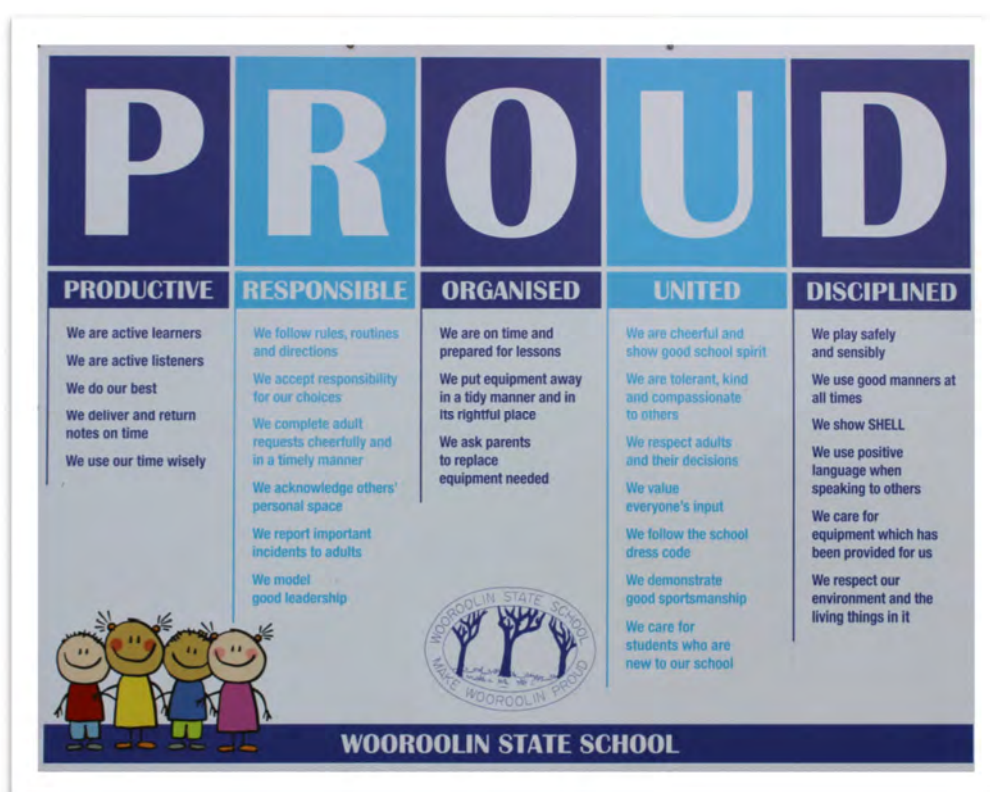 PROUD
PRODUCTIVE
We are active learners
We are active listeners
We do our best
We deliver and return
notes on time
We use our time wisely
RESPONSIBLE
We follow rules, routines
and directions
We accept responsibility
for our choices
We complete adult
requests cheerfully and
in a timely manner
We acknowledge others'
personal space
We report important
incidents to adults
We model
good leadership
ORGANISED
We are on time and
prepared for lessons
We put equipment away
in a tidy manner and in
its rightful place
We ask parents
to replace
equipment needed
UNITED
We are cheerful and
show good school spirit
We are tolerant, kind
and compassionate
to others
We respect adults
and their decisions
We value
everyone's input
We follow the school
dress code
We demonstrate
good sportsmanship
We care for
students who are
new to our school
DISCIPLINED
We play safely
and sensibly
We use good manners at
all times
We show SHELL
We use positive
language when
speaking to others
We care for
equipment which has
been provided for us
We respect our
environment and the
living things in it
WOOROOLIN STATE SCHOOL
MAKE WOOROOLIN PROUD
WOOROOLIN STATE SCHOOL